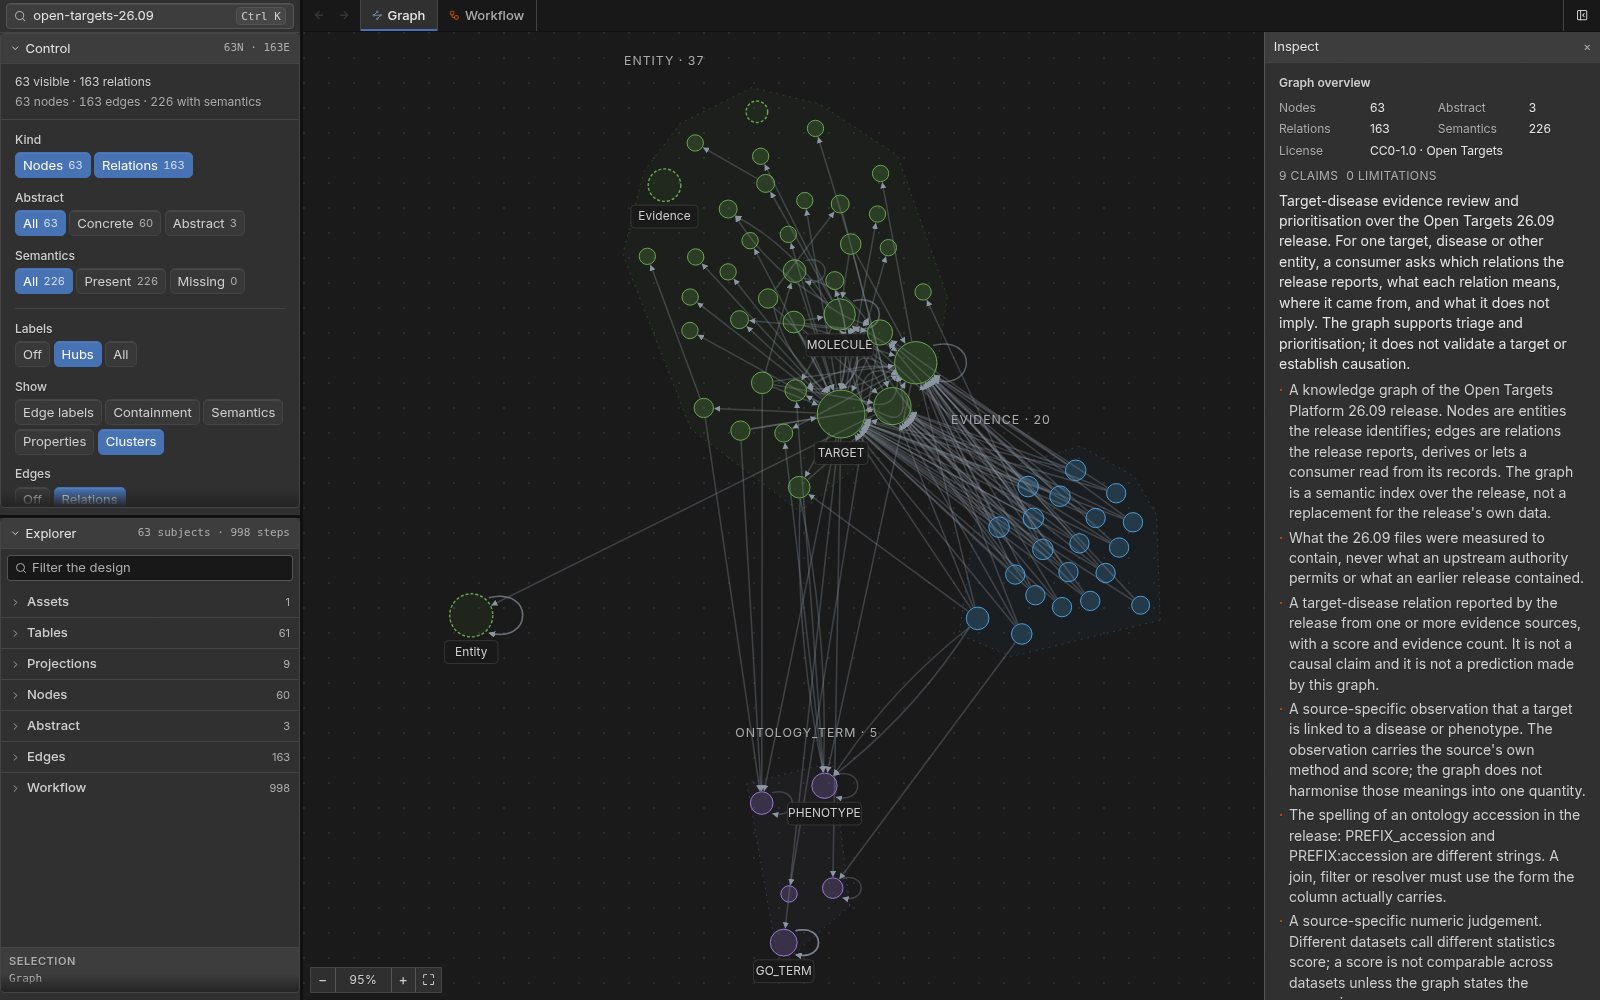 open-targets-26.09
Ctrl K
Graph
Workflow
Control
63N · 163E
63 visible · 163 relations
63 nodes · 163 edges · 226 with semantics
Kind
Nodes 63
Relations 163
Abstract
All 63
Concrete 60
Abstract 3
Semantics
All 226
Present 226
Missing 0
Labels
Off
Hubs
All
Show
Edge labels
Containment
Semantics
Properties
Clusters
Edges
Off
Relations
Explorer
63 subjects · 998 steps
Filter the design
Assets 1
Tables 61
Projections 9
Nodes 60
Abstract 3
Edges 163
Workflow 998
SELECTION
Graph
ENTITY · 37
Evidence
MOLECULE
TARGET
EVIDENCE · 20
Entity
ONTOLOGY_TERM · 5
PHENOTYPE
GO_TERM
− 95% +
Inspect
×
Graph overview
Nodes 63 Abstract 3
Relations 163 Semantics 226
License CC0-1.0 · Open Targets
9 CLAIMS 0 LIMITATIONS
Target-disease evidence review and
prioritisation over the Open Targets 26.09
release. For one target, disease or other
entity, a consumer asks which relations the
release reports, what each relation means,
where it came from, and what it does not
imply. The graph supports triage and
prioritisation; it does not validate a target or
establish causation.
· A knowledge graph of the Open Targets
Platform 26.09 release. Nodes are entities
the release identifies; edges are relations
the release reports, derives or lets a
consumer read from its records. The graph
is a semantic index over the release, not a
replacement for the release's own data.
· What the 26.09 files were measured to
contain, never what an upstream authority
permits or what an earlier release contained.
· A target-disease relation reported by the
release from one or more evidence sources,
with a score and evidence count. It is not a
causal claim and it is not a prediction made
by this graph.
· A source-specific observation that a target
is linked to a disease or phenotype. The
observation carries the source's own
method and score; the graph does not
harmonise those meanings into one quantity.
· The spelling of an ontology accession in the
release: PREFIX_accession and
PREFIX:accession are different strings. A
join, filter or resolver must use the form the
column actually carries.
· A source-specific numeric judgement.
Different datasets call different statistics
score; a score is not comparable across
datasets unless the graph states the